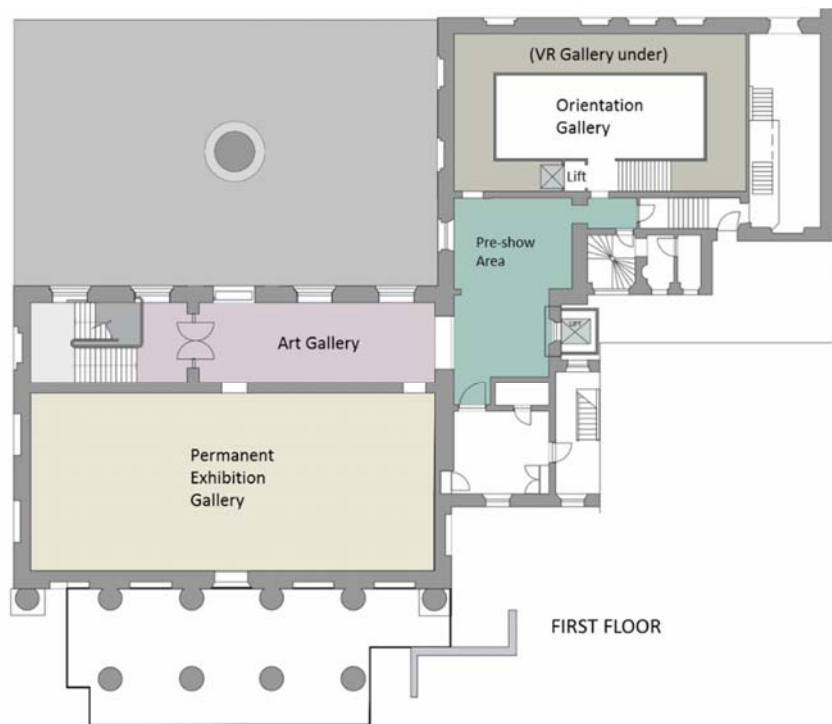 (VR Gallery under)
Orientation
Gallery
Lift
Pre-show
Area
LIFT
Art Gallery
Permanent
Exhibition
Gallery
FIRST FLOOR